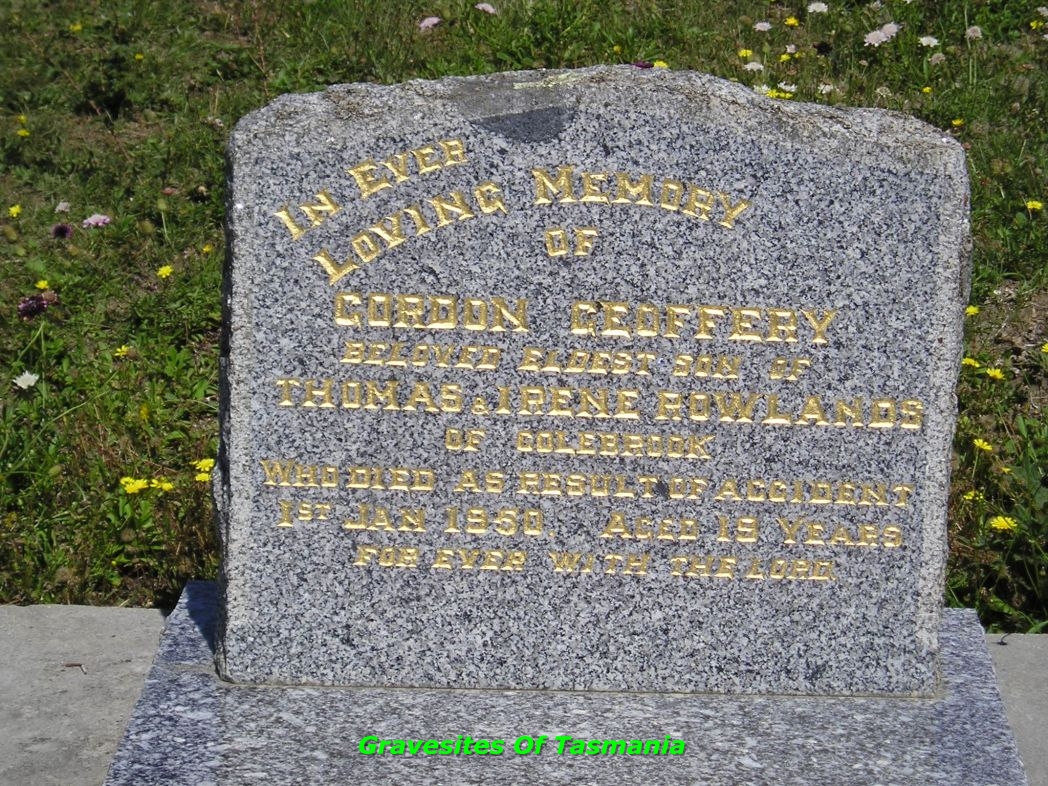 In Ever
Loving Memory
OF
GORDON GEOFFERY
BELOVED ELDEST SON OF
THOMAS & IRENE ROWLANDS
OF COLEBROOK
WHO DIED AS RESULT OF ACCIDENT
1ST JAN 1950. AGED 19 YEARS
FOR EVER WITH THE LORD.
Gravesites Of Tasmania